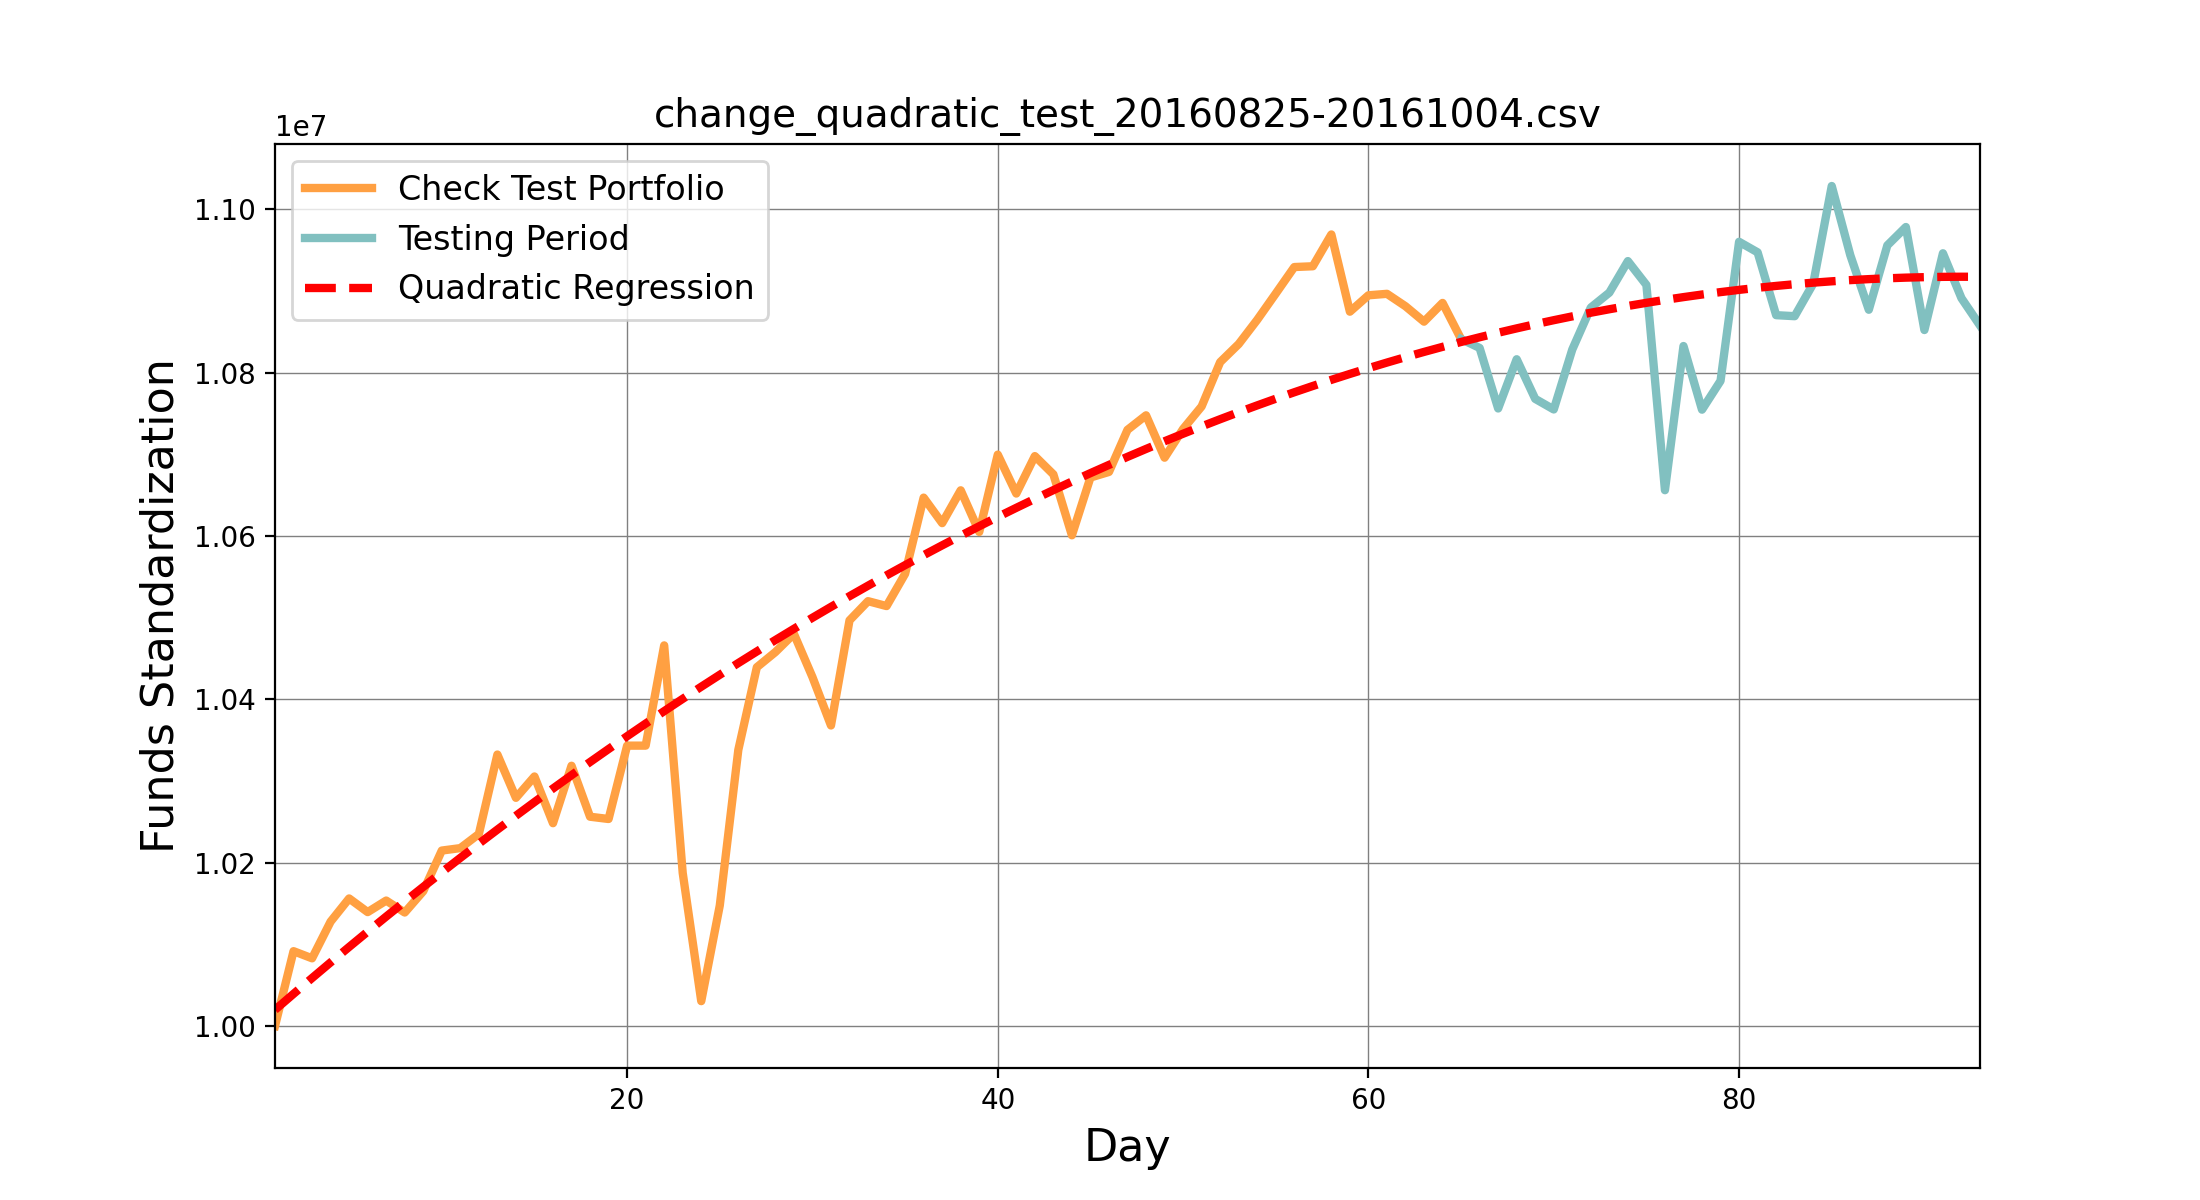 change_quadratic_test_20160825-20161004.csv
1e7
Check Test Portfolio
Testing Period
Quadratic Regression
1.10
1.08
1.06
1.04
1.02
1.00
Funds Standardization
20 40 60 80
Day